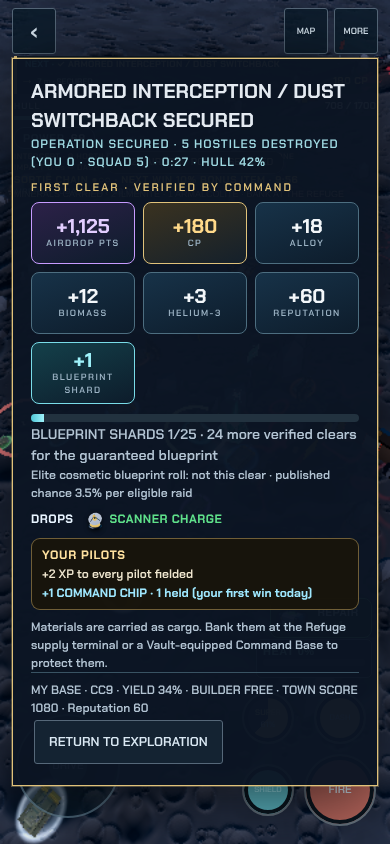 ‹
MAP
MORE
ARMORED INTERCEPTION / DUST
SWITCHBACK SECURED
OPERATION SECURED · 5 HOSTILES DESTROYED
(YOU 0 · SQUAD 5) · 0:27 · HULL 42%
FIRST CLEAR · VERIFIED BY COMMAND
+1,125
AIRDROP PTS
+180
CP
+18
ALLOY
+12
BIOMASS
+3
HELIUM-3
+60
REPUTATION
+1
BLUEPRINT
SHARD
BLUEPRINT SHARDS 1/25 · 24 more verified clears
for the guaranteed blueprint
Elite cosmetic blueprint roll: not this clear · published
chance 3.5% per eligible raid
DROPS SCANNER CHARGE
YOUR PILOTS
+2 XP to every pilot fielded
+1 COMMAND CHIP · 1 held (your first win today)
Materials are carried as cargo. Bank them at the Refuge
supply terminal or a Vault-equipped Command Base to
protect them.
MY BASE · CC9 · YIELD 34% · BUILDER FREE · TOWN SCORE
1080 · Reputation 60
RETURN TO EXPLORATION
SHIELD
FIRE